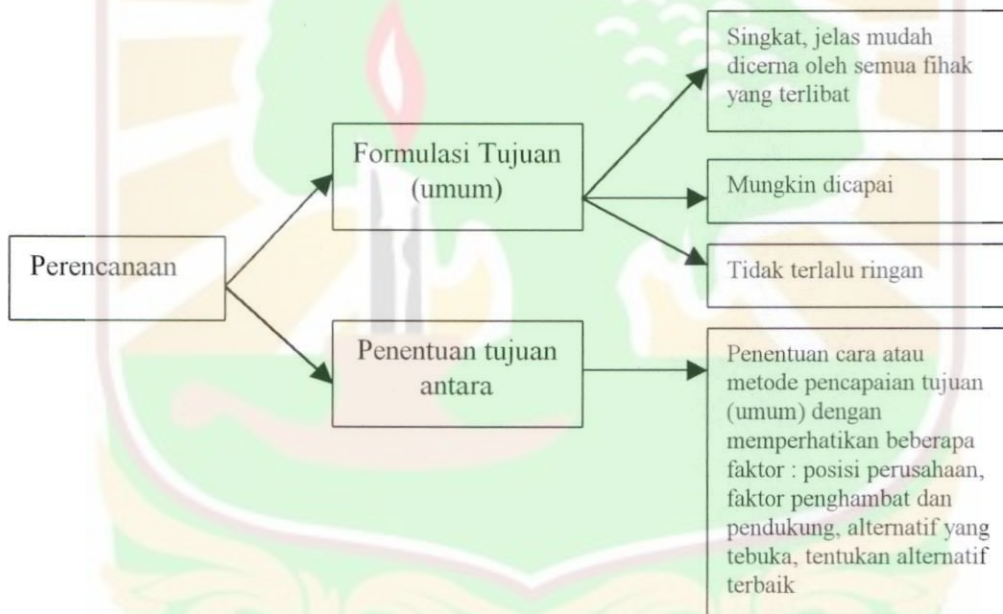 Perencanaan
Formulasi Tujuan
(umum)
Singkat, jelas mudah
dicerna oleh semua fihak
yang terlibat
Mungkin dicapai
Tidak terlalu ringan
Penentuan tujuan
antara
Penentuan cara atau
metode pencapaian tujuan
(umum) dengan
memperhatikan beberapa
faktor : posisi perusahaan,
faktor penghambat dan
pendukung, alternatif yang
tebuka, tentukan alternatif
terbaik